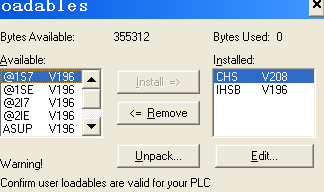 oadables
Bytes Available: 355312 Bytes Used: 0
Available: Installed:
@1S7 V196
@1SE V196
@2I7 V196
@2IE V196
ASUP V196
Install =>
<= Remove
CHS V208
IHSB V196
Unpack... Edit...
Warning!
Confirm user loadables are valid for your PLC